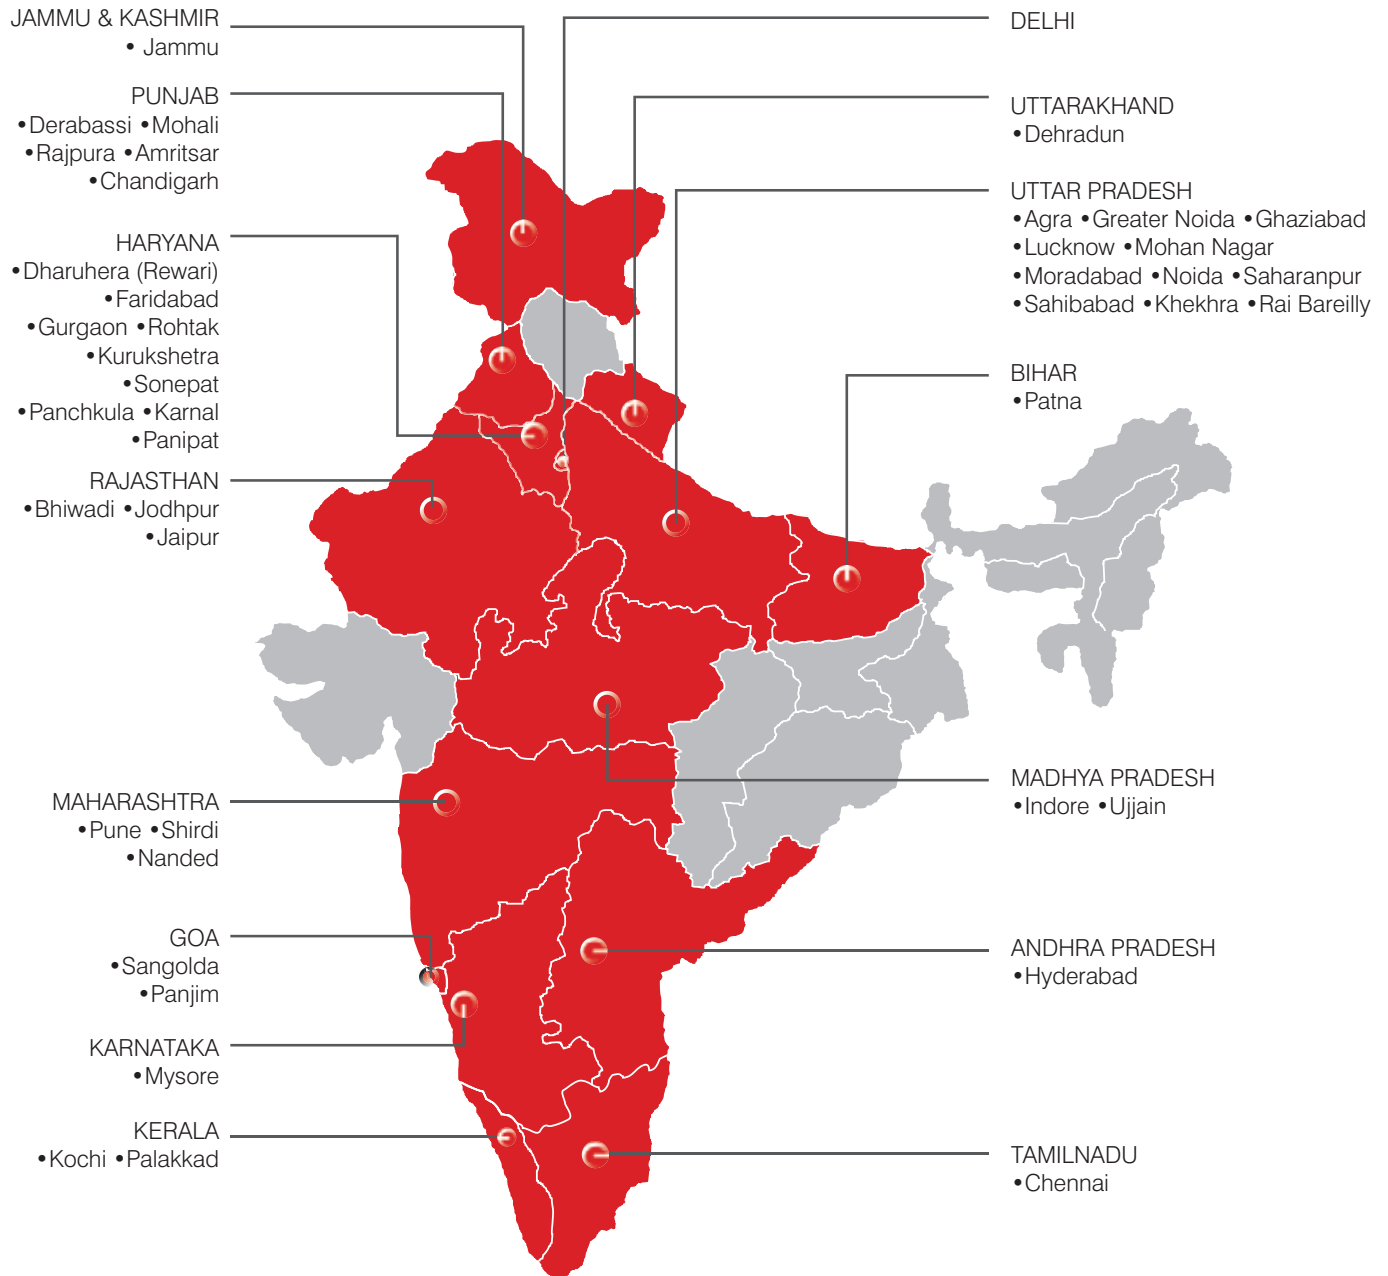 JAMMU & KASHMIR
• Jammu
PUNJAB
•Derabassi •Mohali
•Rajpura •Amritsar
•Chandigarh
HARYANA
•Dharuhera (Rewari)
•Faridabad
•Gurgaon •Rohtak
•Kurukshetra
•Sonepat
•Panchkula •Karnal
•Panipat
RAJASTHAN
•Bhiwadi •Jodhpur
•Jaipur
MAHARASHTRA
•Pune •Shirdi
•Nanded
GOA
•Sangolda
•Panjim
KARNATAKA
•Mysore
KERALA
•Kochi •Palakkad
DELHI
UTTARAKHAND
•Dehradun
UTTAR PRADESH
•Agra •Greater Noida •Ghaziabad
•Lucknow •Mohan Nagar
•Moradabad •Noida •Saharanpur
•Sahibabad •Khekhra •Rai Bareilly
BIHAR
•Patna
MADHYA PRADESH
•Indore •Ujjain
ANDHRA PRADESH
•Hyderabad
TAMILNADU
•Chennai